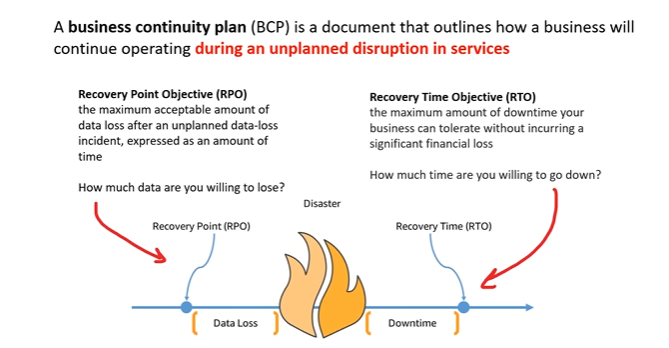 A business continuity plan (BCP) is a document that outlines how a business will
continue operating during an unplanned disruption in services
Recovery Point Objective (RPO)
the maximum acceptable amount of
data loss after an unplanned data-loss
incident, expressed as an amount of
time
How much data are you willing to lose?
Recovery Time Objective (RTO)
the maximum amount of downtime your
business can tolerate without incurring a
significant financial loss
How much time are you willing to go down?
Disaster
Recovery Point (RPO)
Recovery Time (RTO)
Data Loss
Downtime